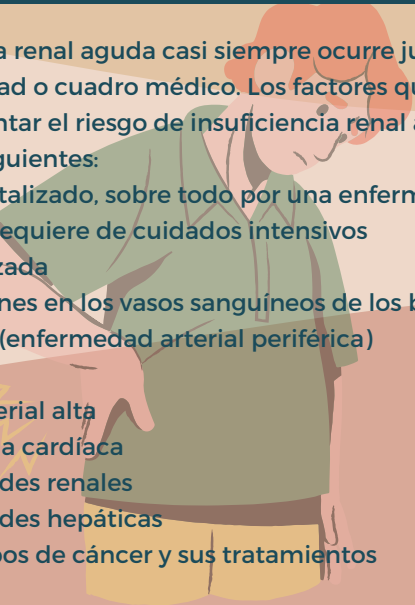 a renal aguda casi siempre ocurre ju
ad o cuadro médico. Los factores qu
ntar el riesgo de insuficiencia renal a
guientes:
talizado, sobre todo por una enferm
equiere de cuidados intensivos
zada
nes en los vasos sanguíneos de los b
(enfermedad arterial periférica)
erial alta
a cardíaca
des renales
des hepáticas
pos de cáncer y sus tratamientos